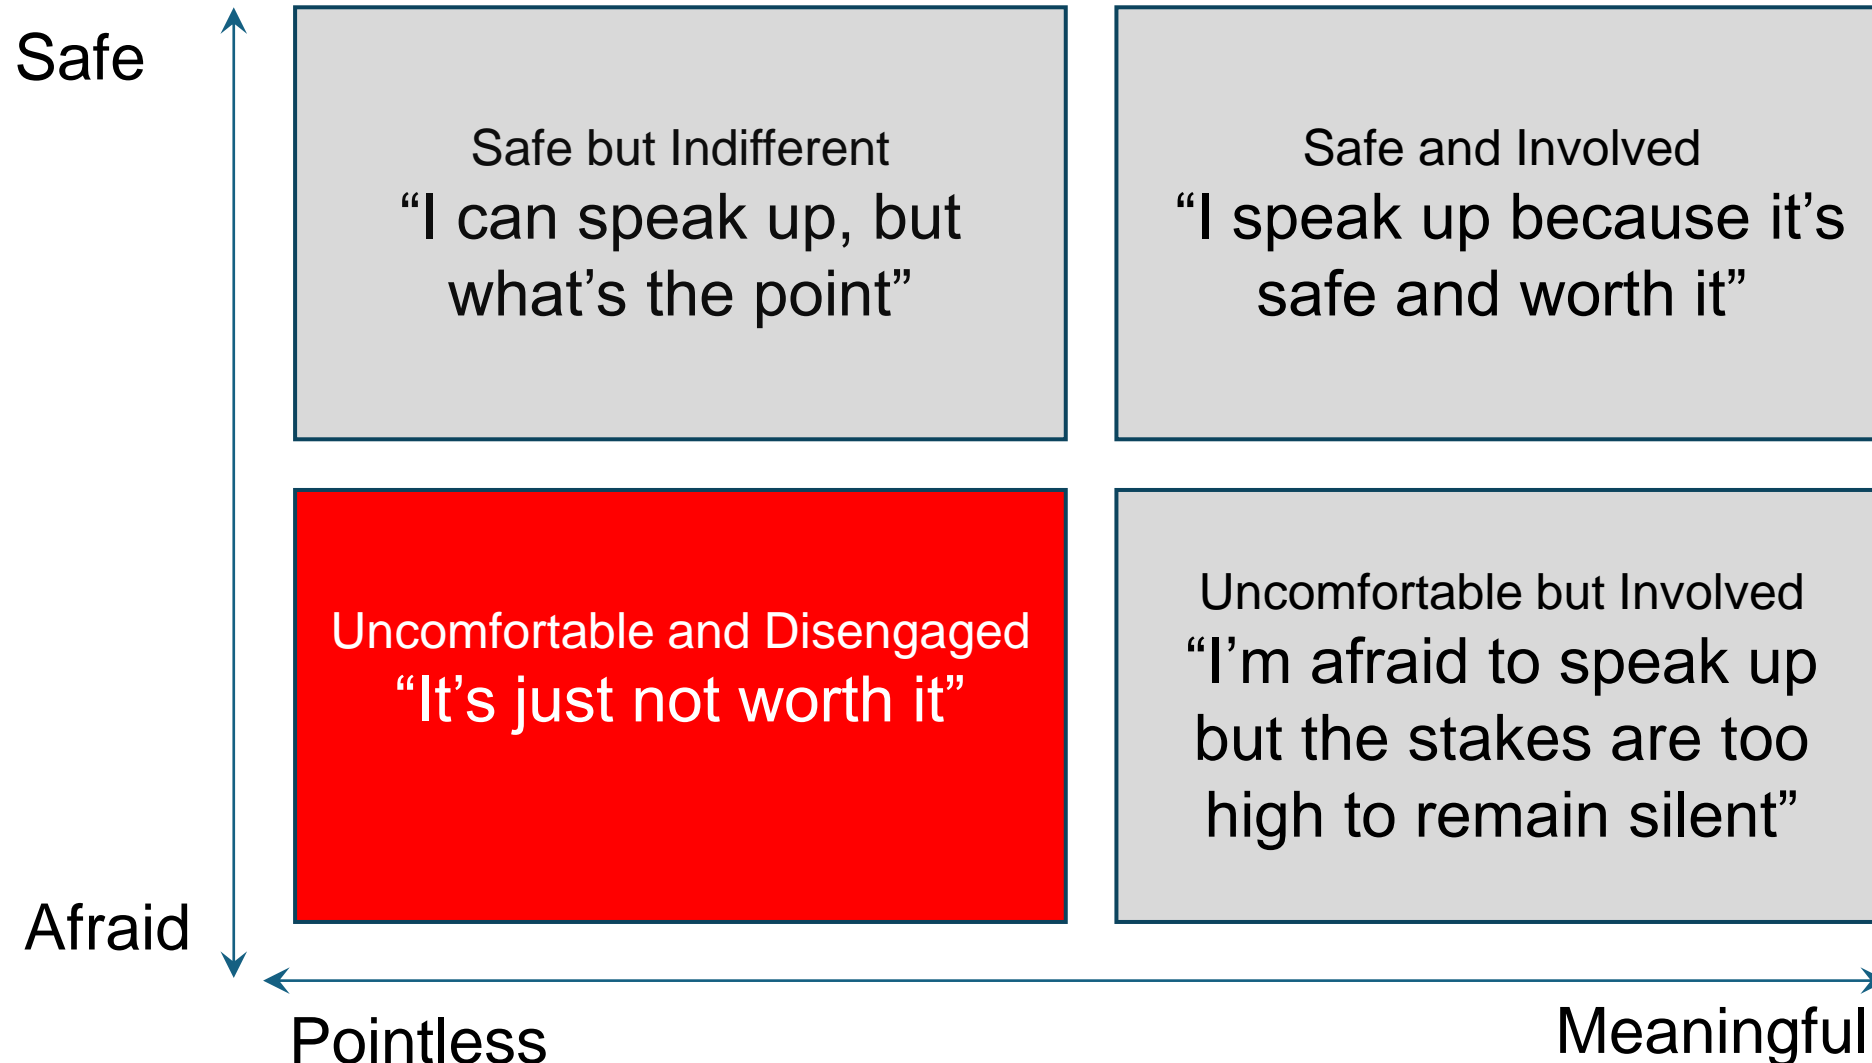 Safe
Safe but Indifferent
“I can speak up, but
what’s the point”
Safe and Involved
“I speak up because it’s
safe and worth it”
Uncomfortable and Disengaged
“It’s just not worth it”
Uncomfortable but Involved
“I’m afraid to speak up
but the stakes are too
high to remain silent”
Afraid
Pointless
Meaningful